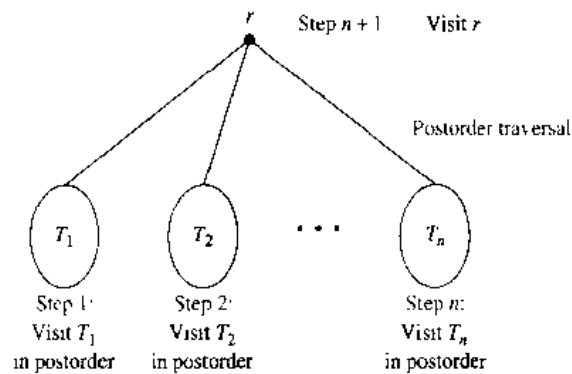 r
Step n + 1 Visit r
Postorder traversal
T1 T2 Tn
Step 1: Step 2: Step n:
Visit T1 Visit T2 Visit Tn
in postorder in postorder in postorder